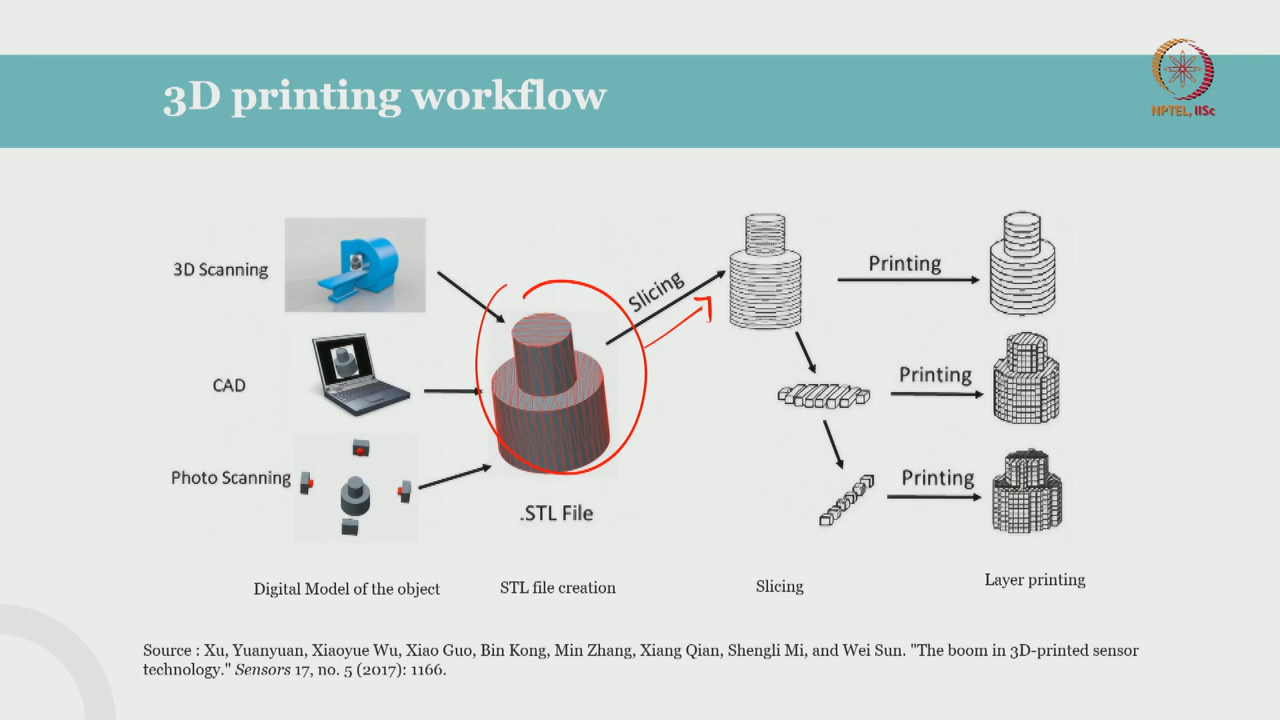 3D printing workflow
NPTEL, IISc
3D Scanning
CAD
Photo Scanning
.STL File
Slicing
Printing
Printing
Printing
Digital Model of the object
STL file creation
Slicing
Layer printing
Source : Xu, Yuanyuan, Xiaoyue Wu, Xiao Guo, Bin Kong, Min Zhang, Xiang Qian, Shengli Mi, and Wei Sun. "The boom in 3D-printed sensor
technology." Sensors 17, no. 5 (2017): 1166.